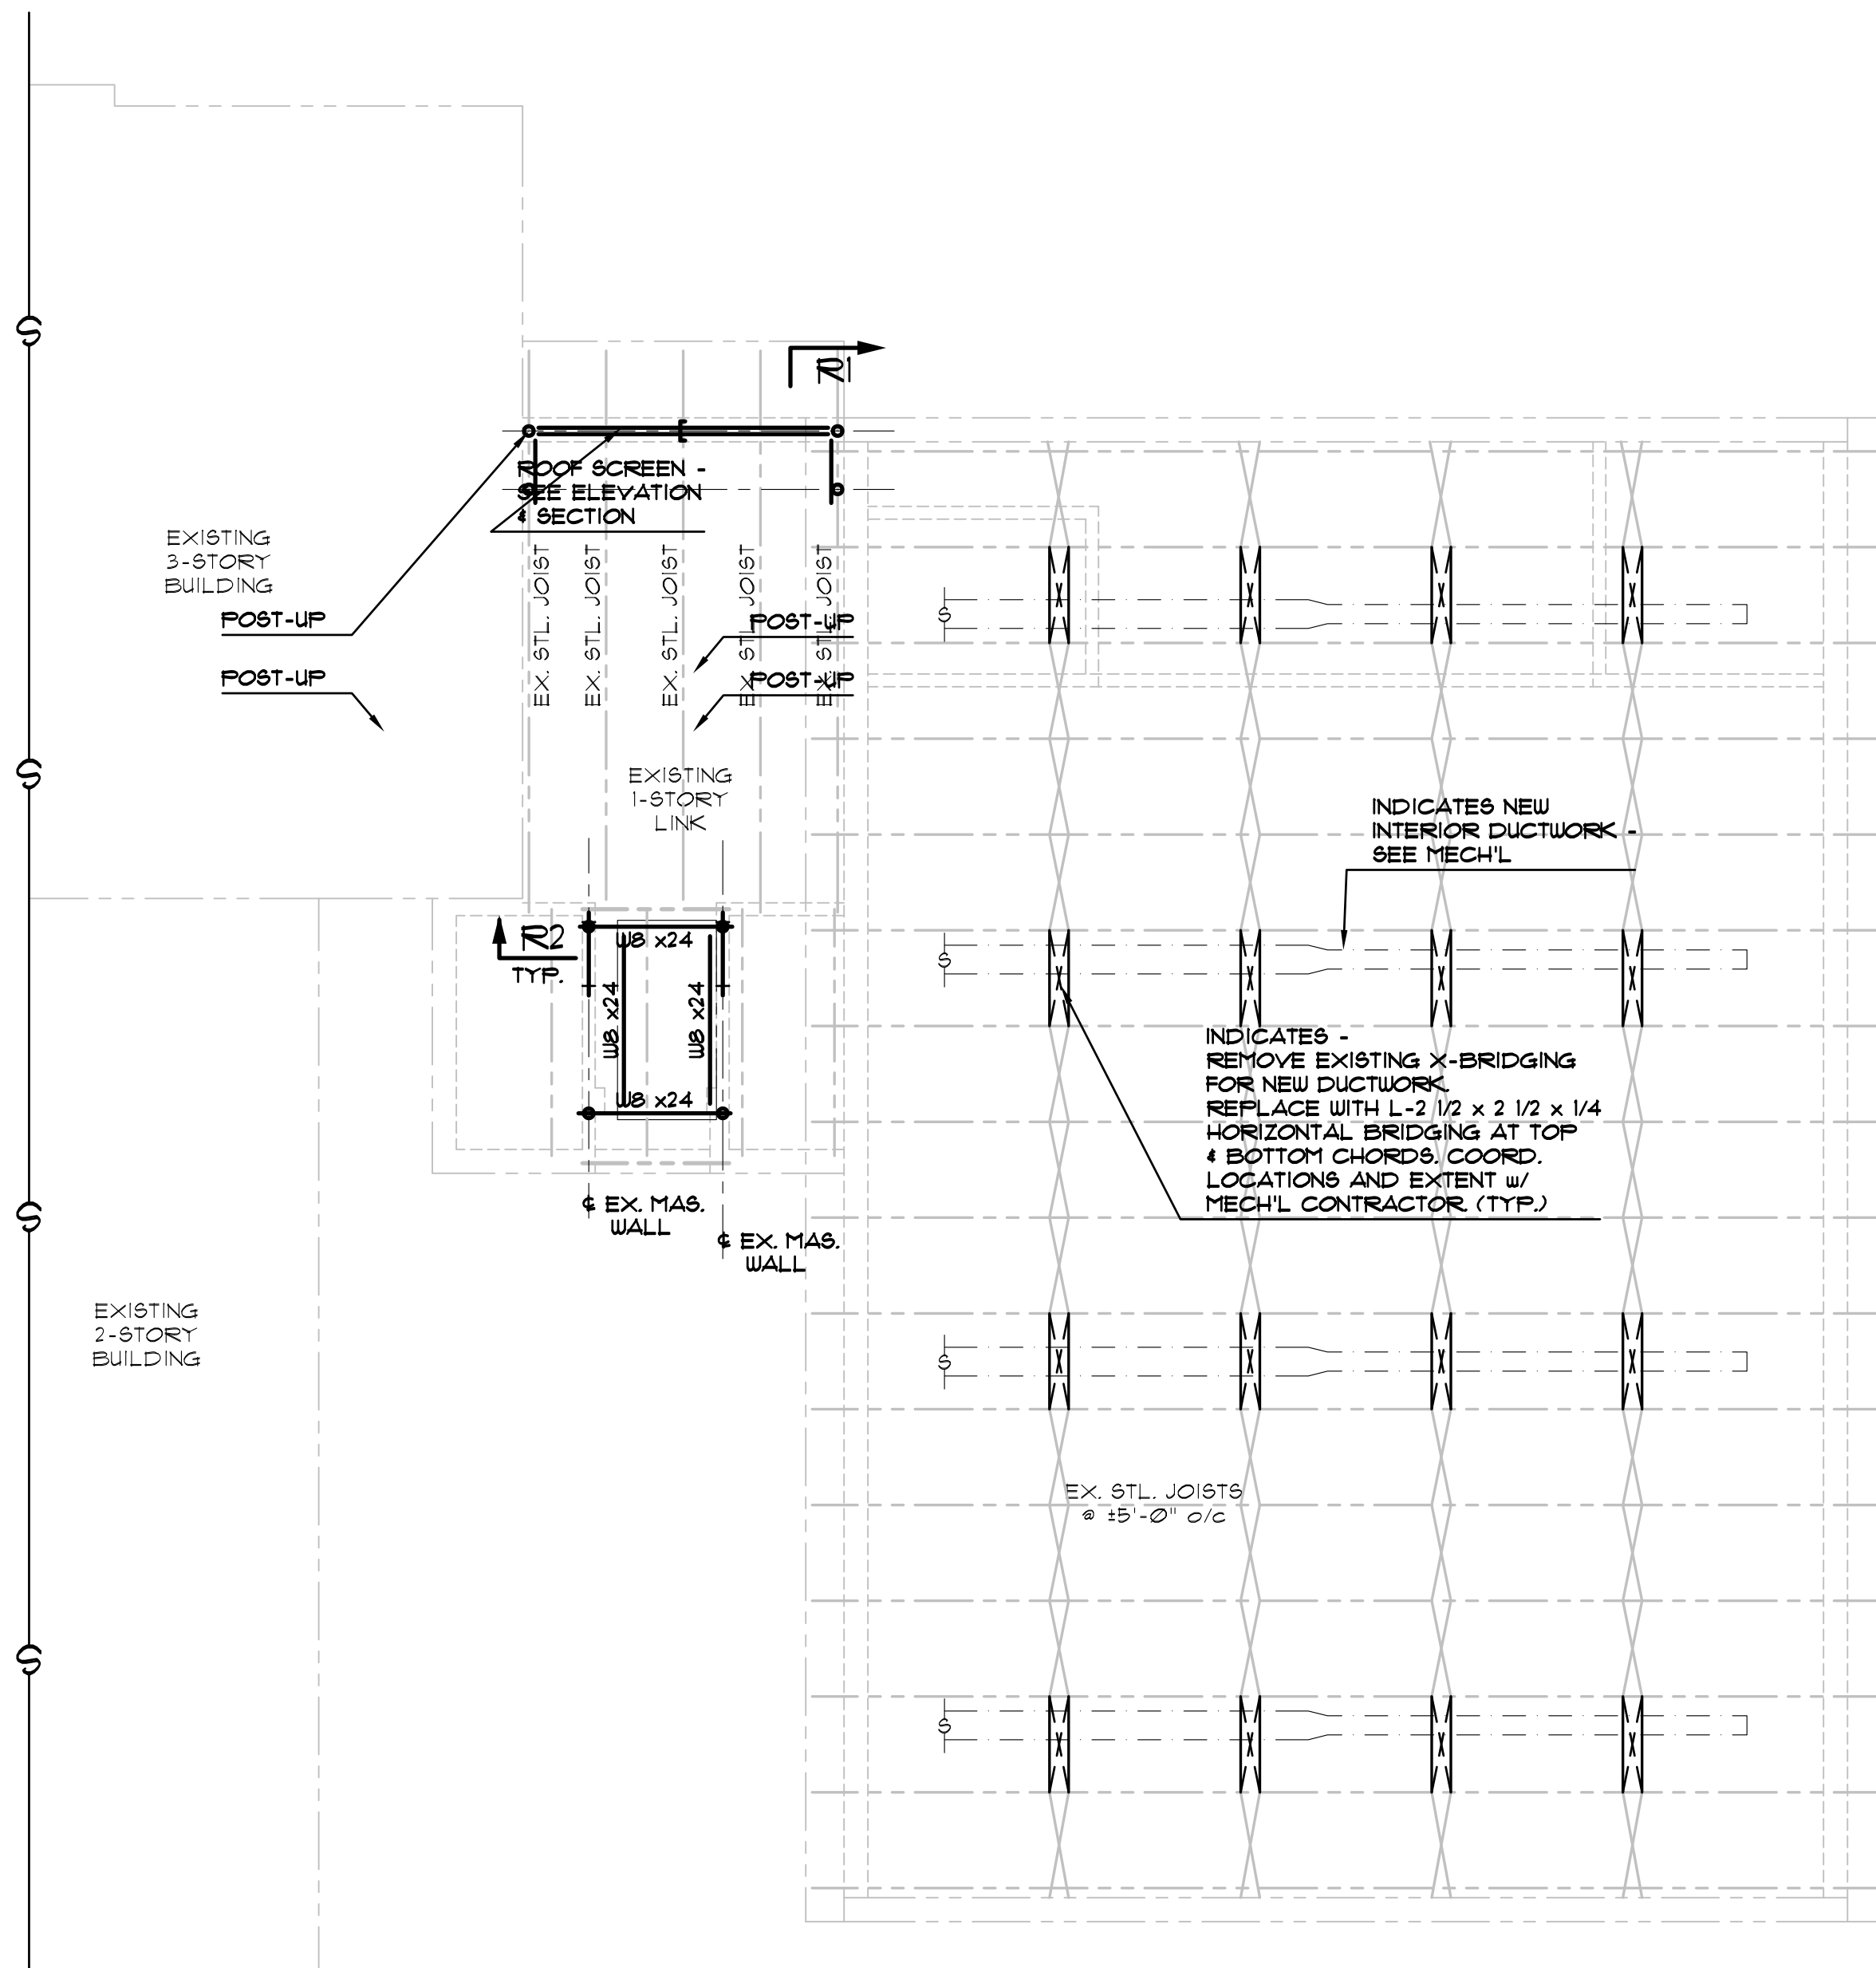 S
R1
ROOF SCREEN -
SEE ELEVATION
& SECTION
EXISTING
3-STORY
BUILDING
POST-UP
POST-UP
EX. STL. JOIST
EX. STL. JOIST
EX. STL. JOIST
EX. STL. JOIST
EX. STL. JOIST
POST-UP
POST-UP
S
S
EXISTING
1-STORY
LINK
INDICATES NEW
INTERIOR DUCTWORK -
SEE MECH'L
R2
TYP.
W8 x24
W8 x24
W8 x24
W8 x24
S
INDICATES -
REMOVE EXISTING X-BRIDGING
FOR NEW DUCTWORK.
REPLACE WITH L-2 1/2 x 2 1/2 x 1/4
HORIZONTAL BRIDGING AT TOP
& BOTTOM CHORDS. COORD.
LOCATIONS AND EXTENT w/
MECH'L CONTRACTOR. (TYP.)
℄ EX. MAS.
WALL
℄ EX. MAS.
WALL
S
EXISTING
2-STORY
BUILDING
S
EX. STL. JOISTS
@ ±5'-0" o/c
S
S